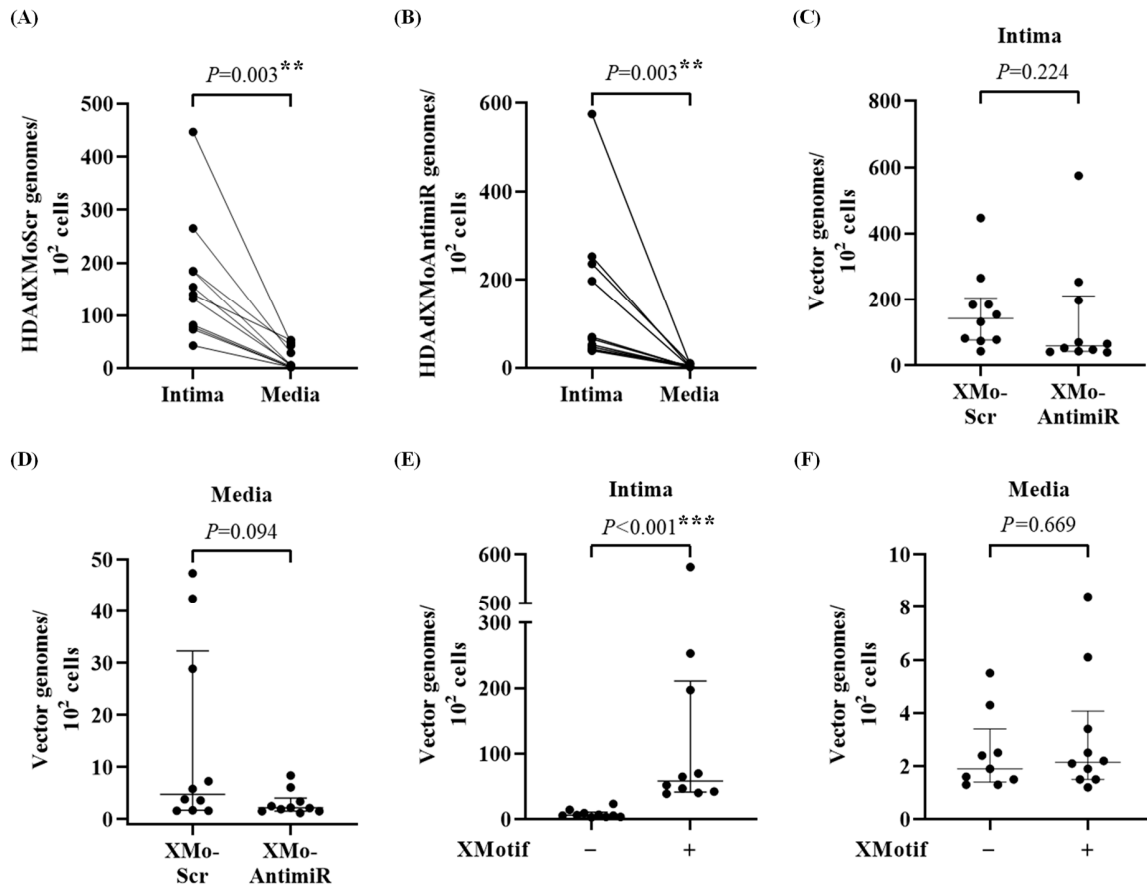 (A)
P=0.003**
HDAdXMoScr genomes/
10² cells
500
400
300
200
100
0
Intima Media
(B)
P=0.003**
HDAdXMoAntimiR genomes/
10² cells
600
400
200
0
Intima Media
(C)
Intima
P=0.224
Vector genomes/
10² cells
800
600
400
200
0
XMo- XMo-
Scr AntimiR
(D)
Media
P=0.094
Vector genomes/
10² cells
50
40
30
20
10
0
XMo- XMo-
Scr AntimiR
(E)
Intima
P<0.001***
Vector genomes/
10² cells
600
500
300
200
100
50
0
XMotif − +
(F)
Media
P=0.669
Vector genomes/
10² cells
10
8
6
4
2
0
XMotif − +